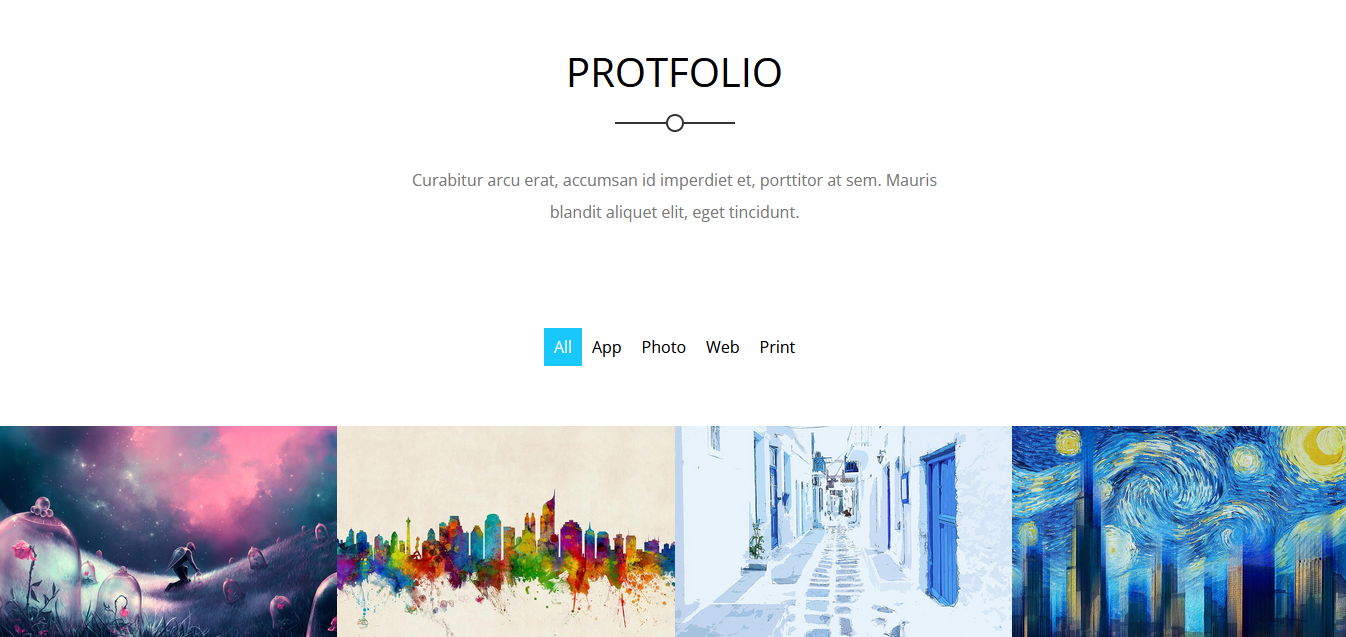 PROTFOLIO
Curabitur arcu erat, accumsan id imperdiet et, porttitor at sem. Mauris
blandit aliquet elit, eget tincidunt.
All App Photo Web Print